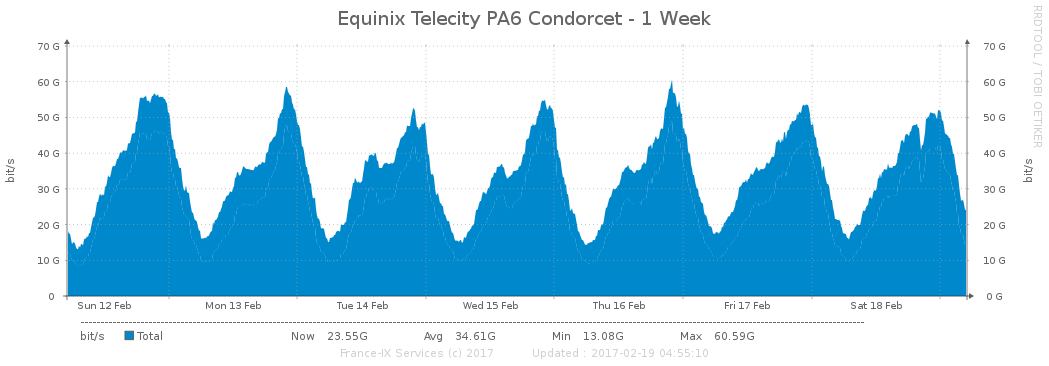 Equinix Telecity PA6 Condorcet - 1 Week
RRDTOOL / TOBI OETIKER
bit/s
70 G
60 G
50 G
40 G
30 G
20 G
10 G
0
70 G
60 G
50 G
40 G
30 G
20 G
10 G
0 G
bit/s
Sun 12 Feb Mon 13 Feb Tue 14 Feb Wed 15 Feb Thu 16 Feb Fri 17 Feb Sat 18 Feb
bit/s Total Now 23.55G Avg 34.61G Min 13.08G Max 60.59G
France-IX Services (c) 2017 Updated : 2017-02-19 04:55:10